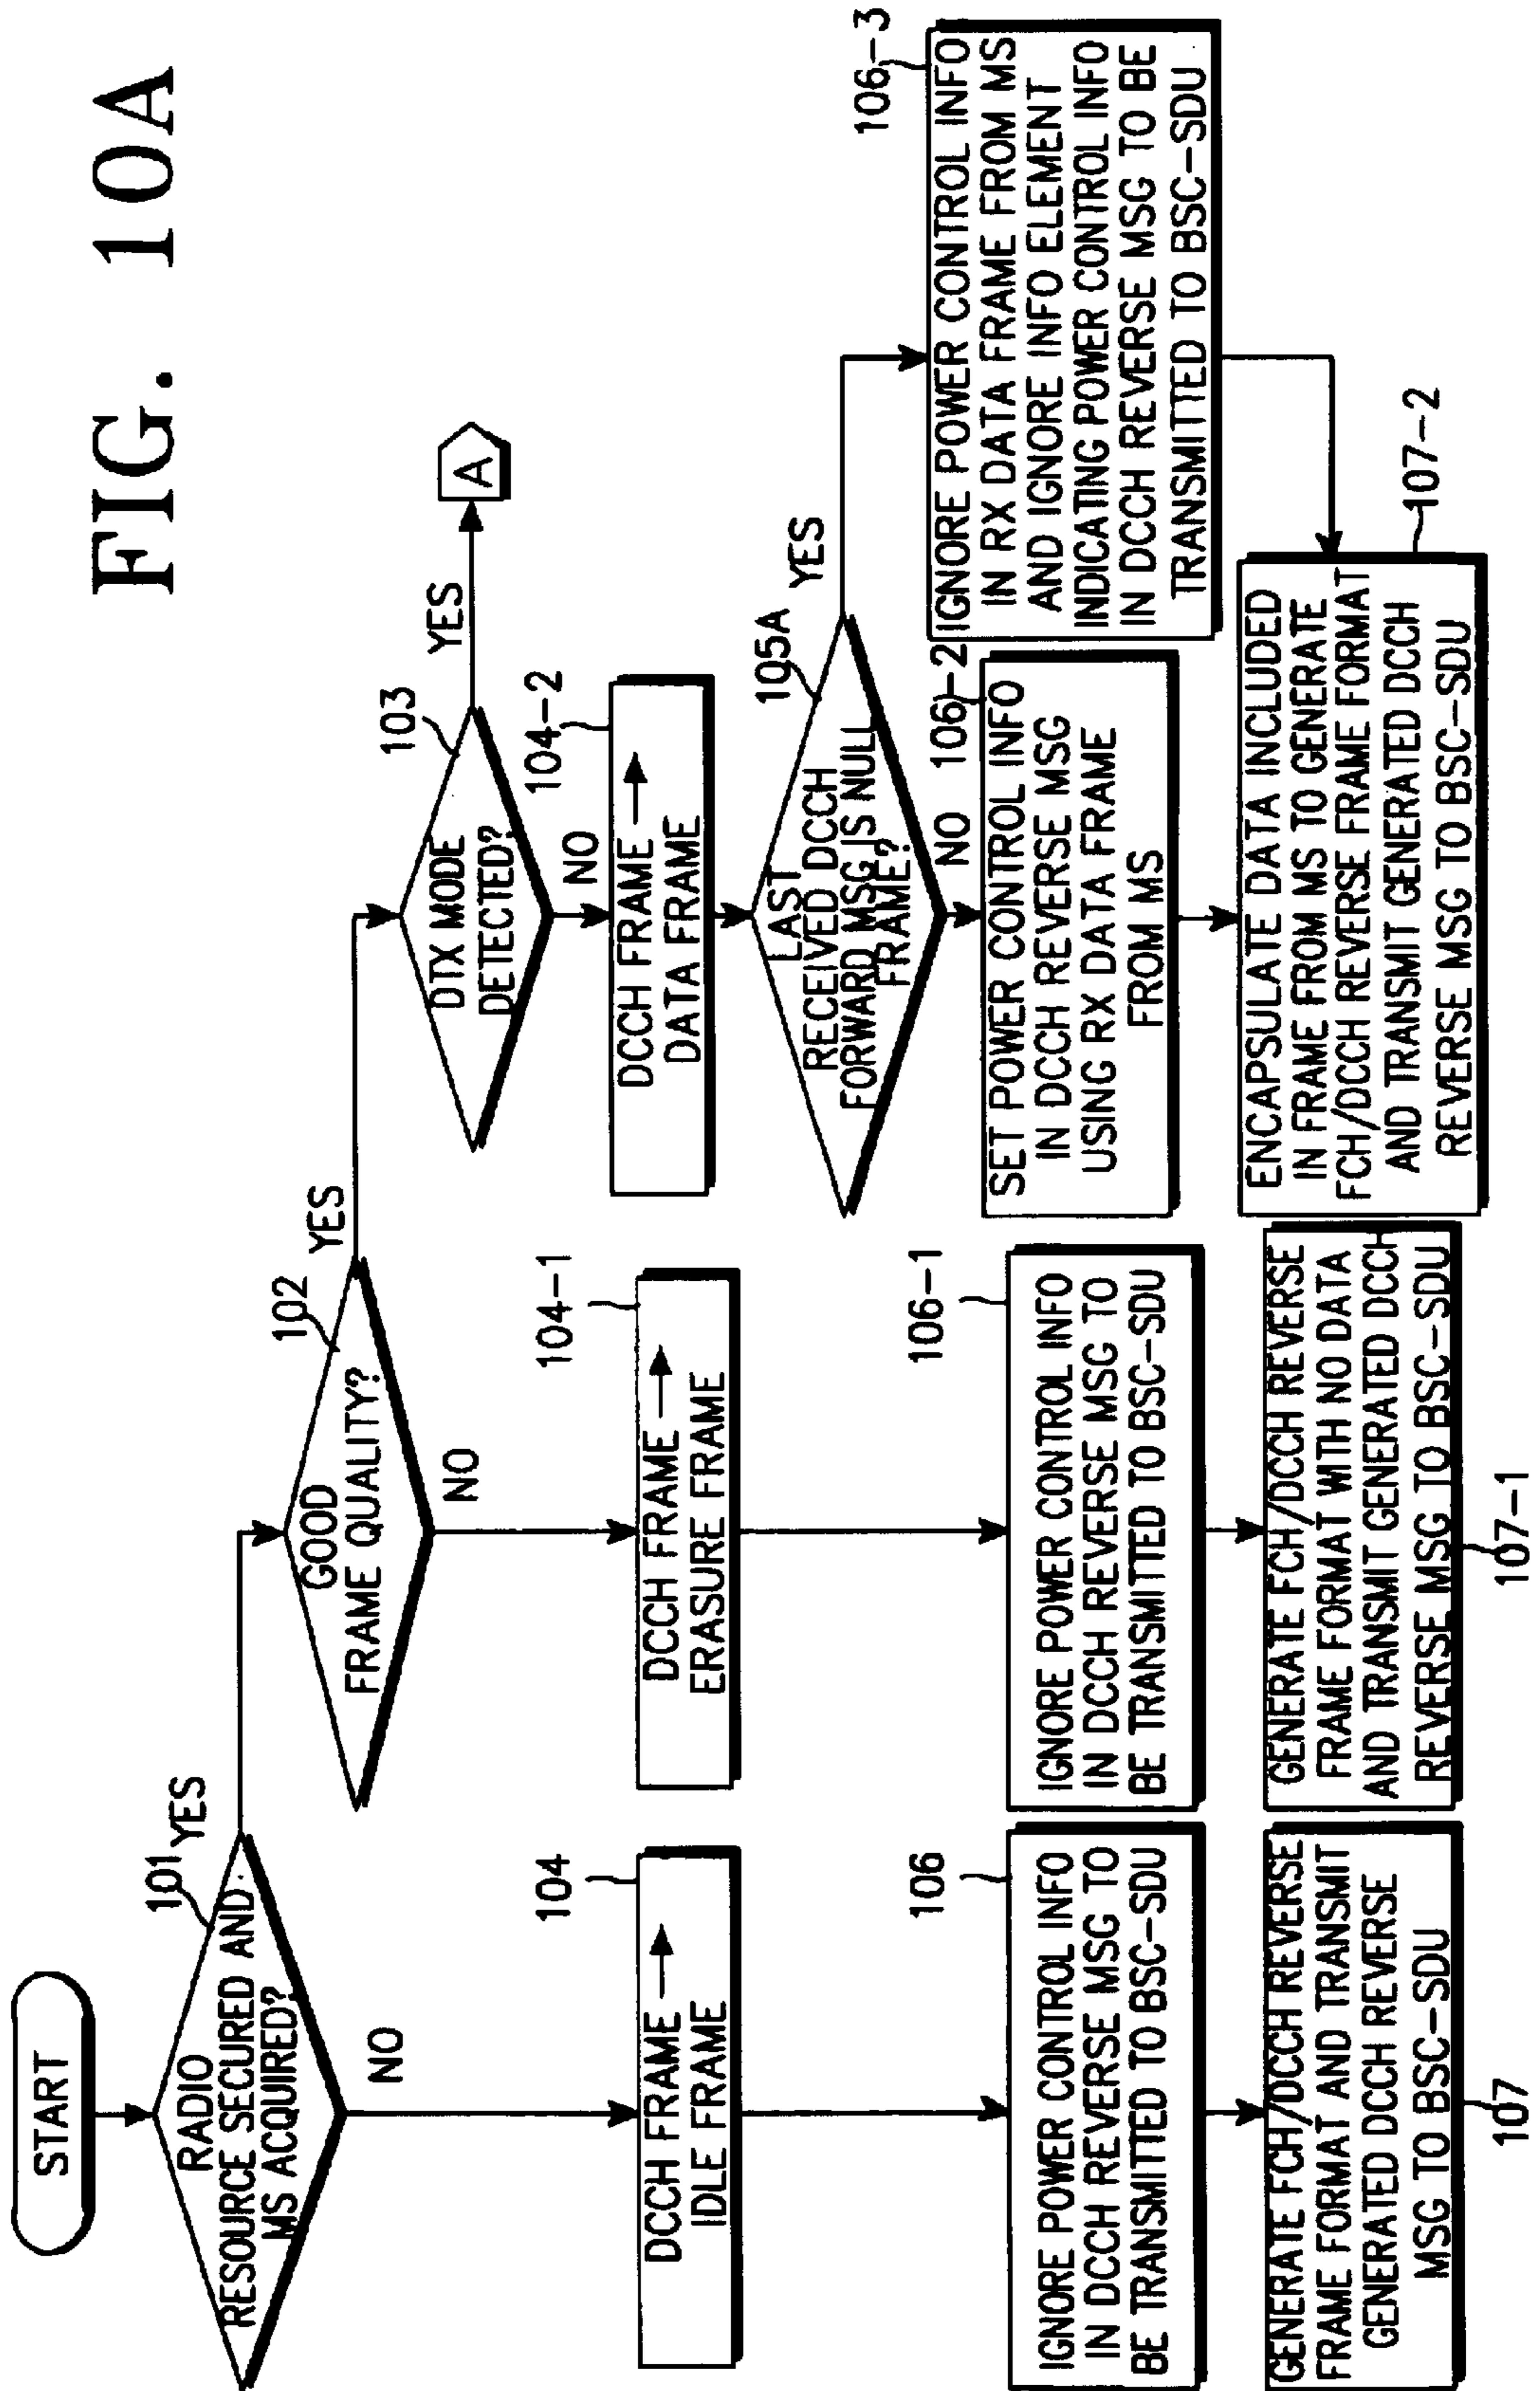 FIG. 10A
START
101
RADIO
RESOURCE SECURED AND
MS ACQUIRED?
YES
NO
102
GOOD
FRAME QUALITY?
YES
NO
103
DTX MODE
DETECTED?
YES
A
NO
104
DCCH FRAME →
IDLE FRAME
104-1
DCCH FRAME →
ERASURE FRAME
104-2
DCCH FRAME →
DATA FRAME
105A
LAST
RECEIVED DCCH
FORWARD MSG IS NULL
FRAME?
YES
NO
106
IGNORE POWER CONTROL INFO
IN DCCH REVERSE MSG TO
BE TRANSMITTED TO BSC-SDU
106-1
IGNORE POWER CONTROL INFO
IN DCCH REVERSE MSG TO
BE TRANSMITTED TO BSC-SDU
106-2
SET POWER CONTROL INFO
IN DCCH REVERSE MSG
USING RX DATA FRAME
FROM MS
106-3
IGNORE POWER CONTROL INFO
IN RX DATA FRAME FROM MS
AND IGNORE INFO ELEMENT
INDICATING POWER CONTROL INFO
IN DCCH REVERSE MSG TO BE
TRANSMITTED TO BSC-SDU
GENERATE FCH/DCCH REVERSE
FRAME FORMAT AND TRANSMIT
GENERATED DCCH REVERSE
MSG TO BSC-SDU
107
GENERATE FCH/DCCH REVERSE
FRAME FORMAT WITH NO DATA
AND TRANSMIT GENERATED DCCH
REVERSE MSG TO BSC-SDU
107-1
107-2
ENCAPSULATE DATA INCLUDED
IN FRAME FROM MS TO GENERATE
FCH/DCCH REVERSE FRAME FORMAT
AND TRANSMIT GENERATED DCCH
REVERSE MSG TO BSC-SDU